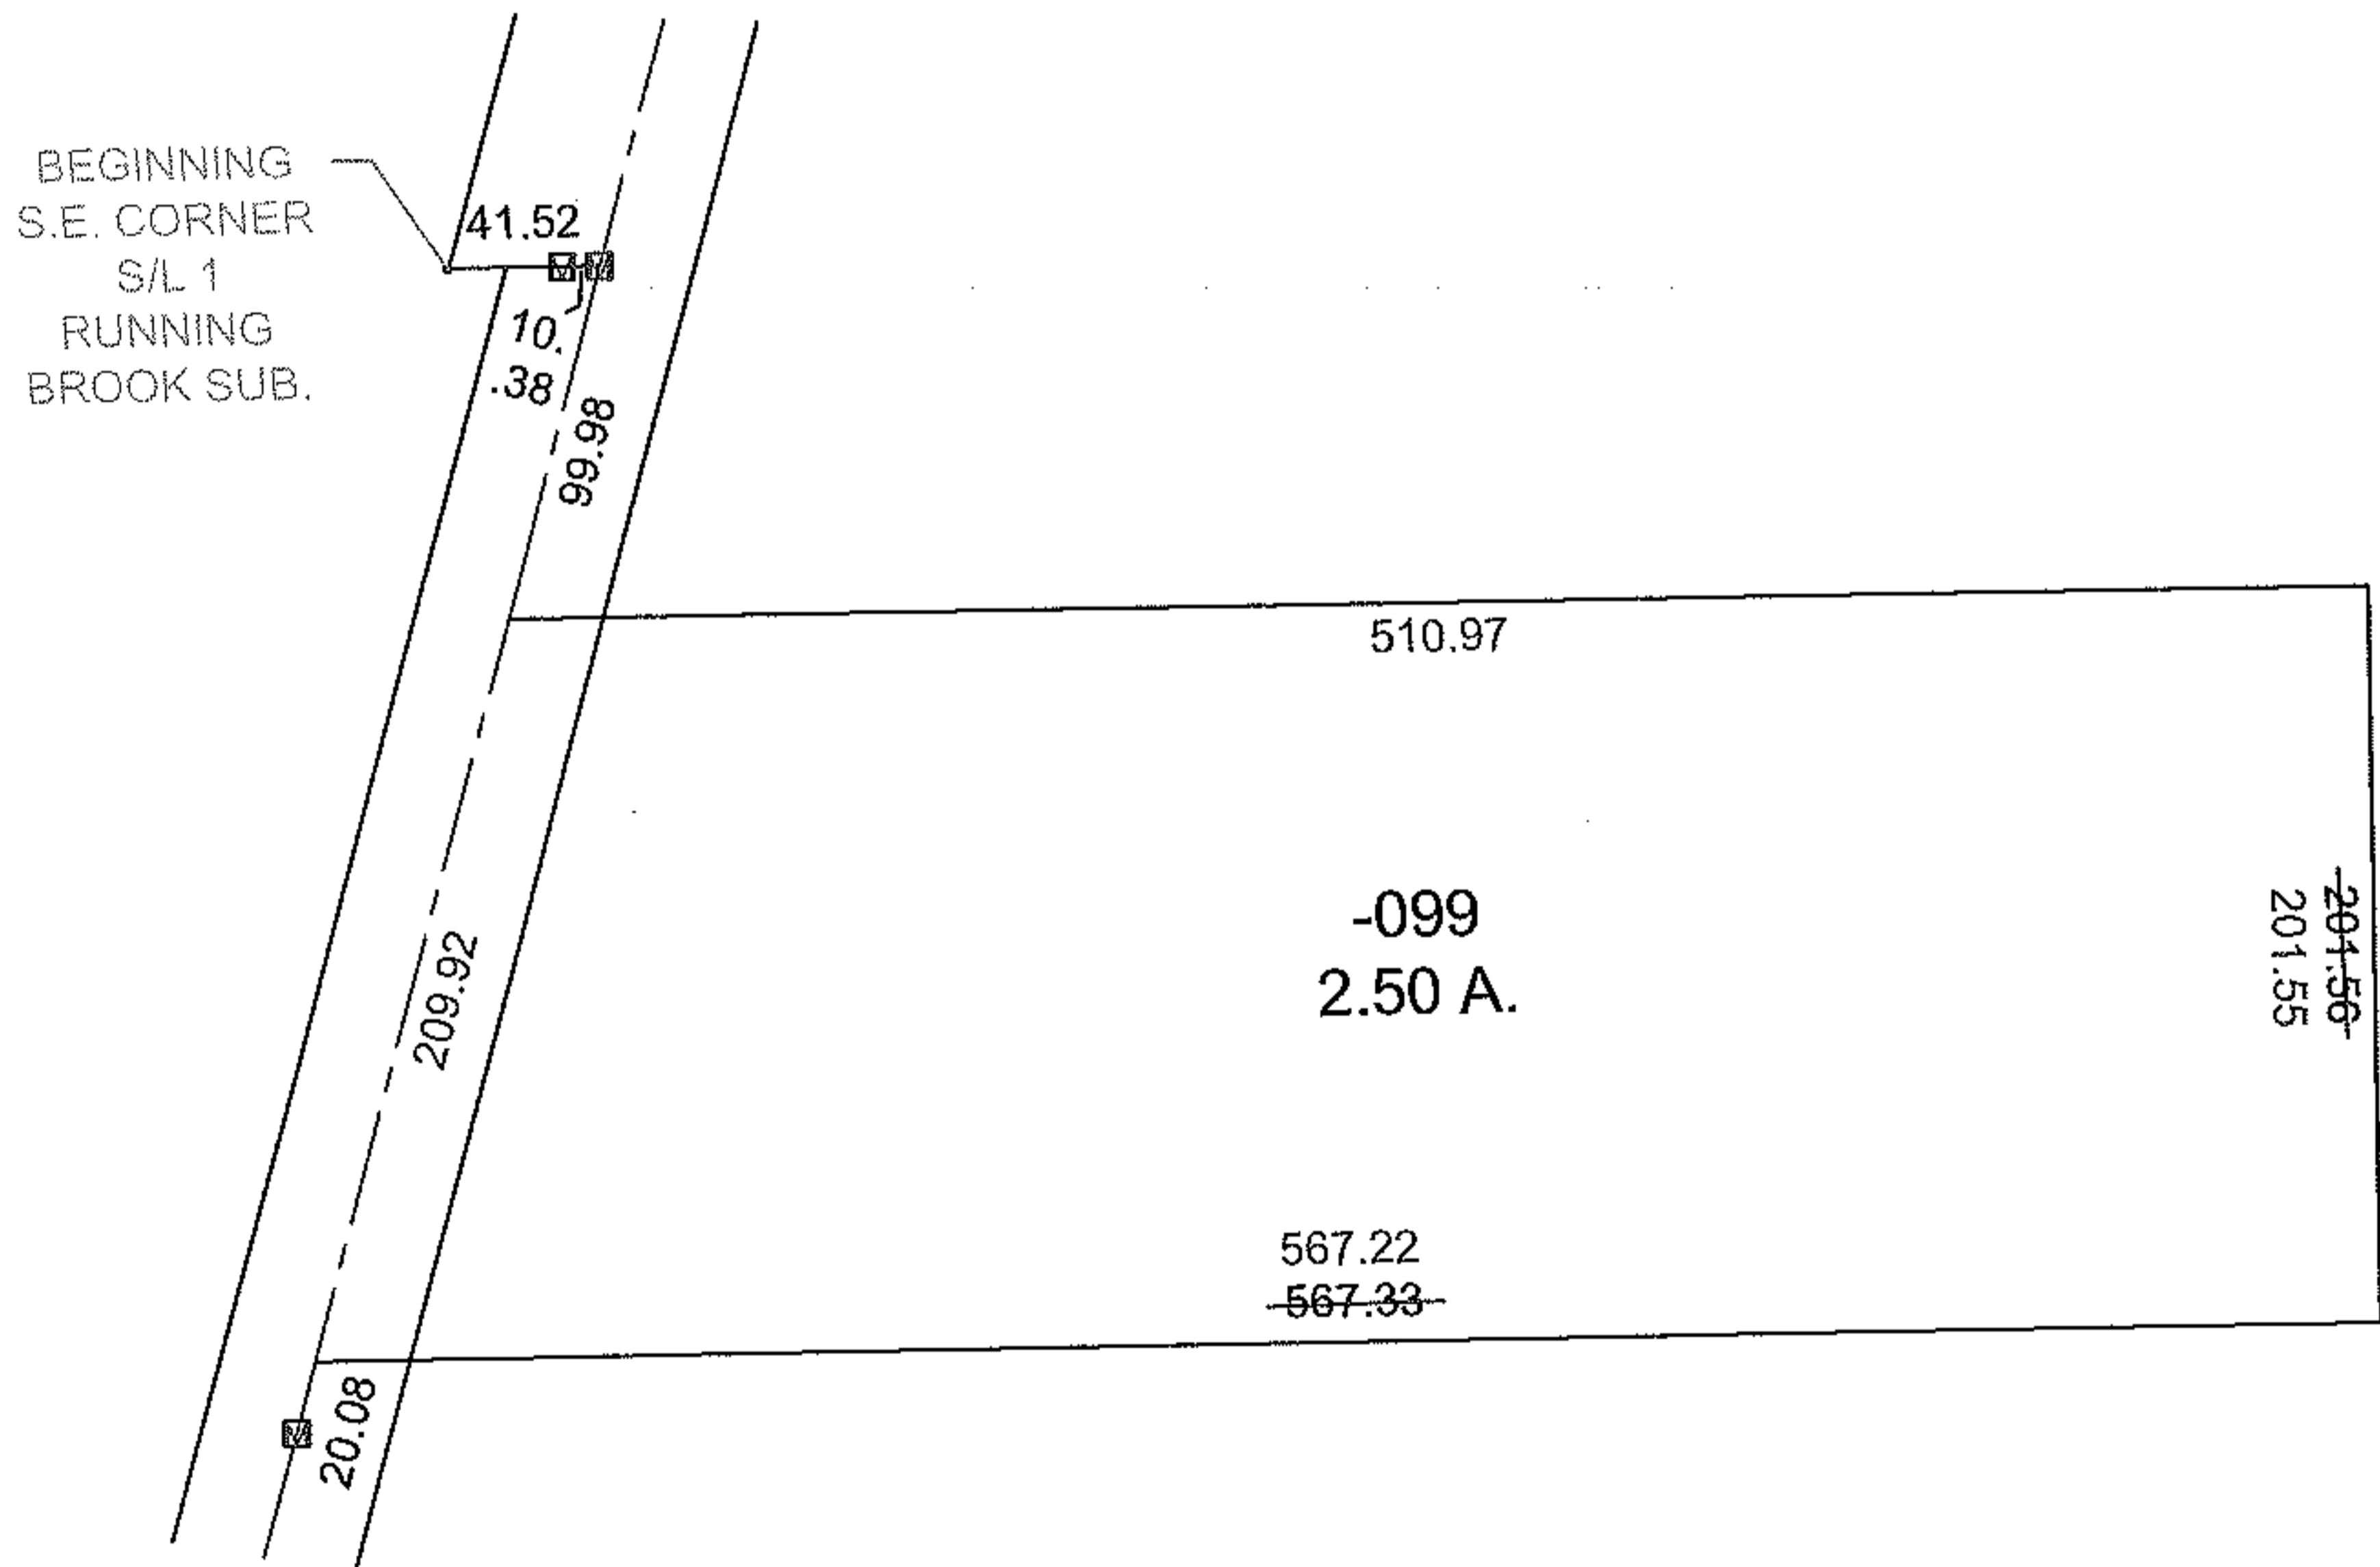 BEGINNING
S.E. CORNER
S/L 1
RUNNING
BROOK SUB.
41.52
10.
.38
99.98
510.97
209.92
-099
2.50 A.
201.56
201.55
567.22
567.33
20.08